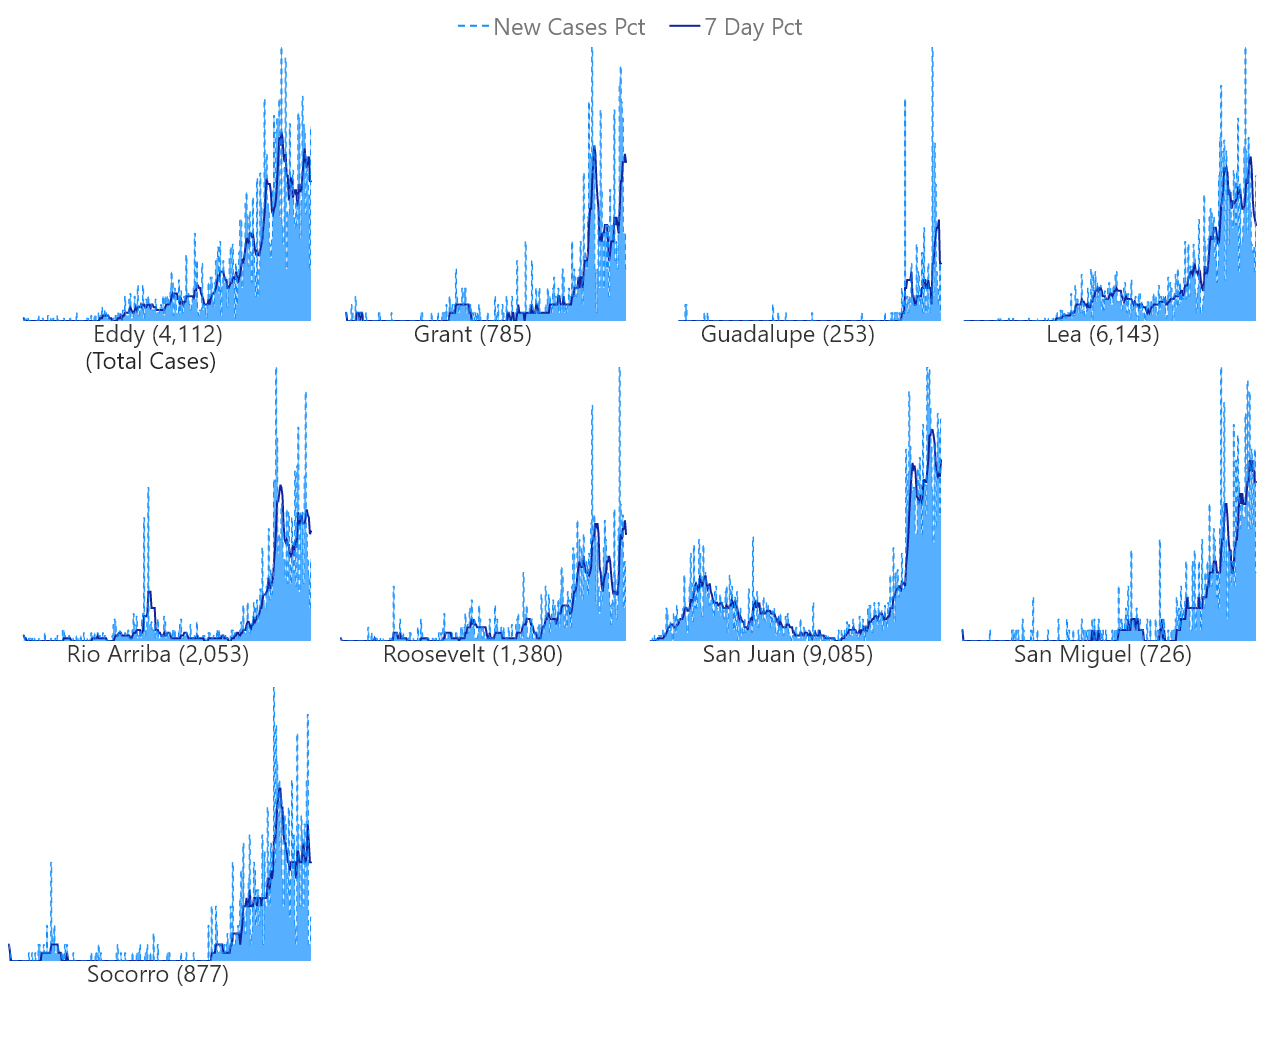 New Cases Pct 7 Day Pct
Eddy (4,112)
(Total Cases)
Grant (785)
Guadalupe (253)
Lea (6,143)
Rio Arriba (2,053)
Roosevelt (1,380)
San Juan (9,085)
San Miguel (726)
Socorro (877)